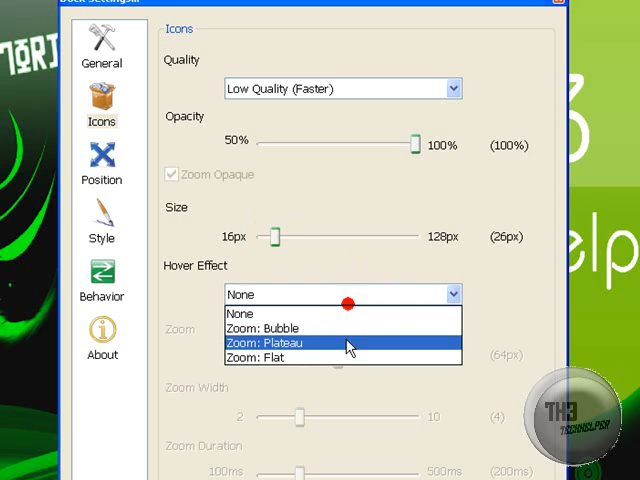 Dock Settings...
Icons
General
Quality
Low Quality (Faster)
Icons
Opacity
50%
100%
(100%)
Zoom Opaque
Position
Size
16px
128px
(26px)
Style
Hover Effect
None
Behavior
None
Zoom: Bubble
Zoom
Zoom: Plateau
(64px)
Zoom: Flat
About
Zoom Width
2
10
(4)
Zoom Duration
100ms
500ms
(200ms)
TH3
TECHHELPER
3
elp